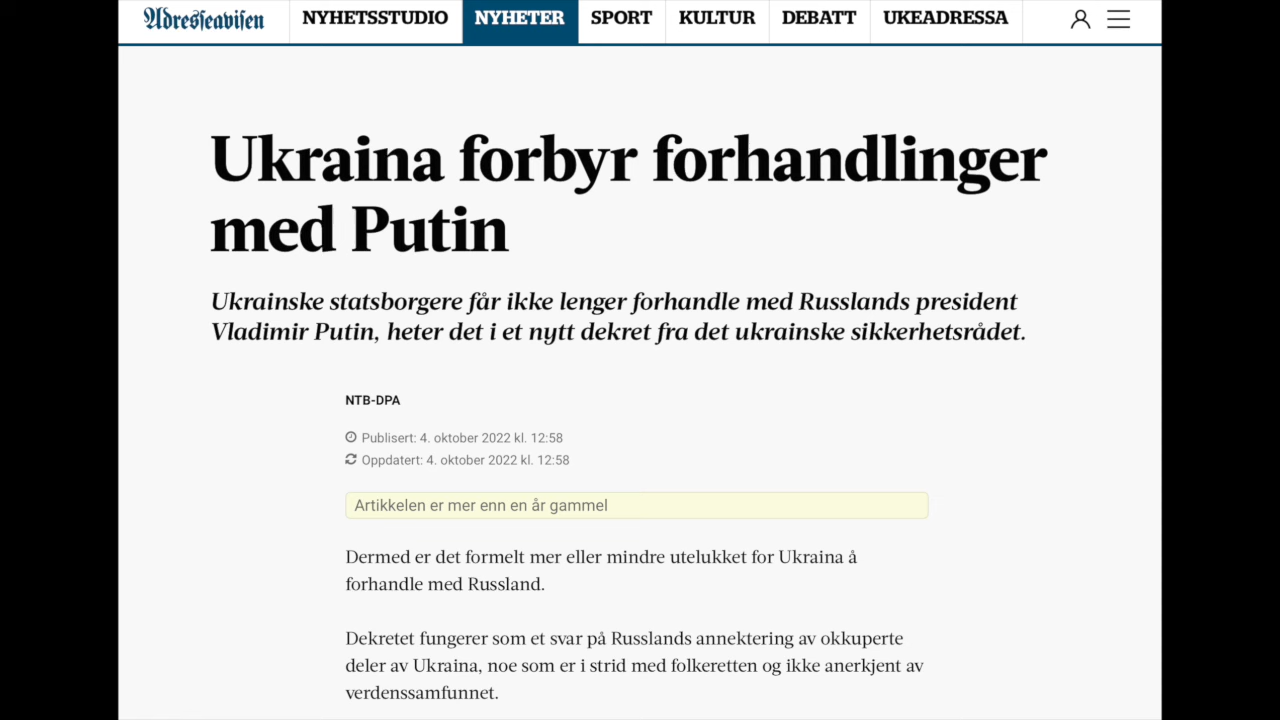 Adresseavisen
NYHETSSTUDIO
NYHETER
SPORT
KULTUR
DEBATT
UKEADRESSA
Ukraina forbyr forhandlinger
med Putin
Ukrainske statsborgere får ikke lenger forhandle med Russlands president
Vladimir Putin, heter det i et nytt dekret fra det ukrainske sikkerhetsrådet.
NTB-DPA
Publisert: 4. oktober 2022 kl. 12:58
Oppdatert: 4. oktober 2022 kl. 12:58
Artikkelen er mer enn en år gammel
Dermed er det formelt mer eller mindre utelukket for Ukraina å
forhandle med Russland.
Dekretet fungerer som et svar på Russlands annektering av okkuperte
deler av Ukraina, noe som er i strid med folkeretten og ikke anerkjent av
verdenssamfunnet.